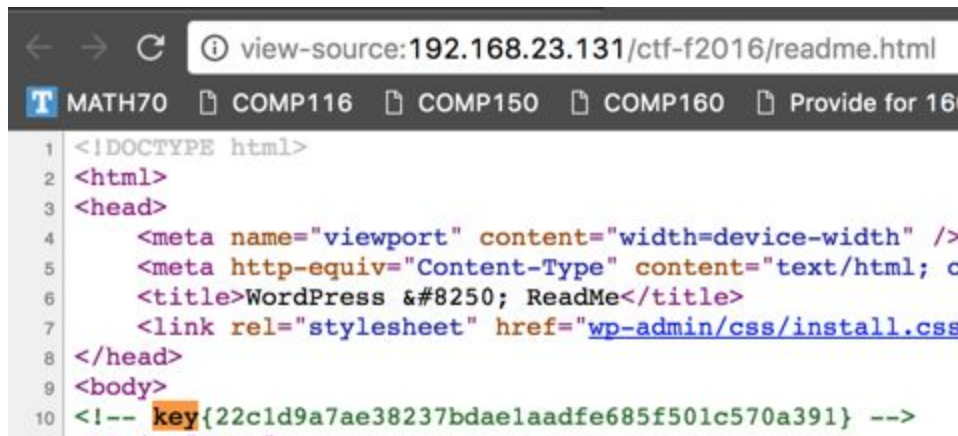 view-source:192.168.23.131/ctf-f2016/readme.html
T MATH70 COMP116 COMP150 COMP160 Provide for 160
1 <!DOCTYPE html>
2 <html>
3 <head>
4 <meta name="viewport" content="width=device-width" />
5 <meta http-equiv="Content-Type" content="text/html; c
6 <title>WordPress &#8250; ReadMe</title>
7 <link rel="stylesheet" href="wp-admin/css/install.css
8 </head>
9 <body>
10 <!-- key{22c1d9a7ae38237bdae1aadfe685f501c570a391} -->